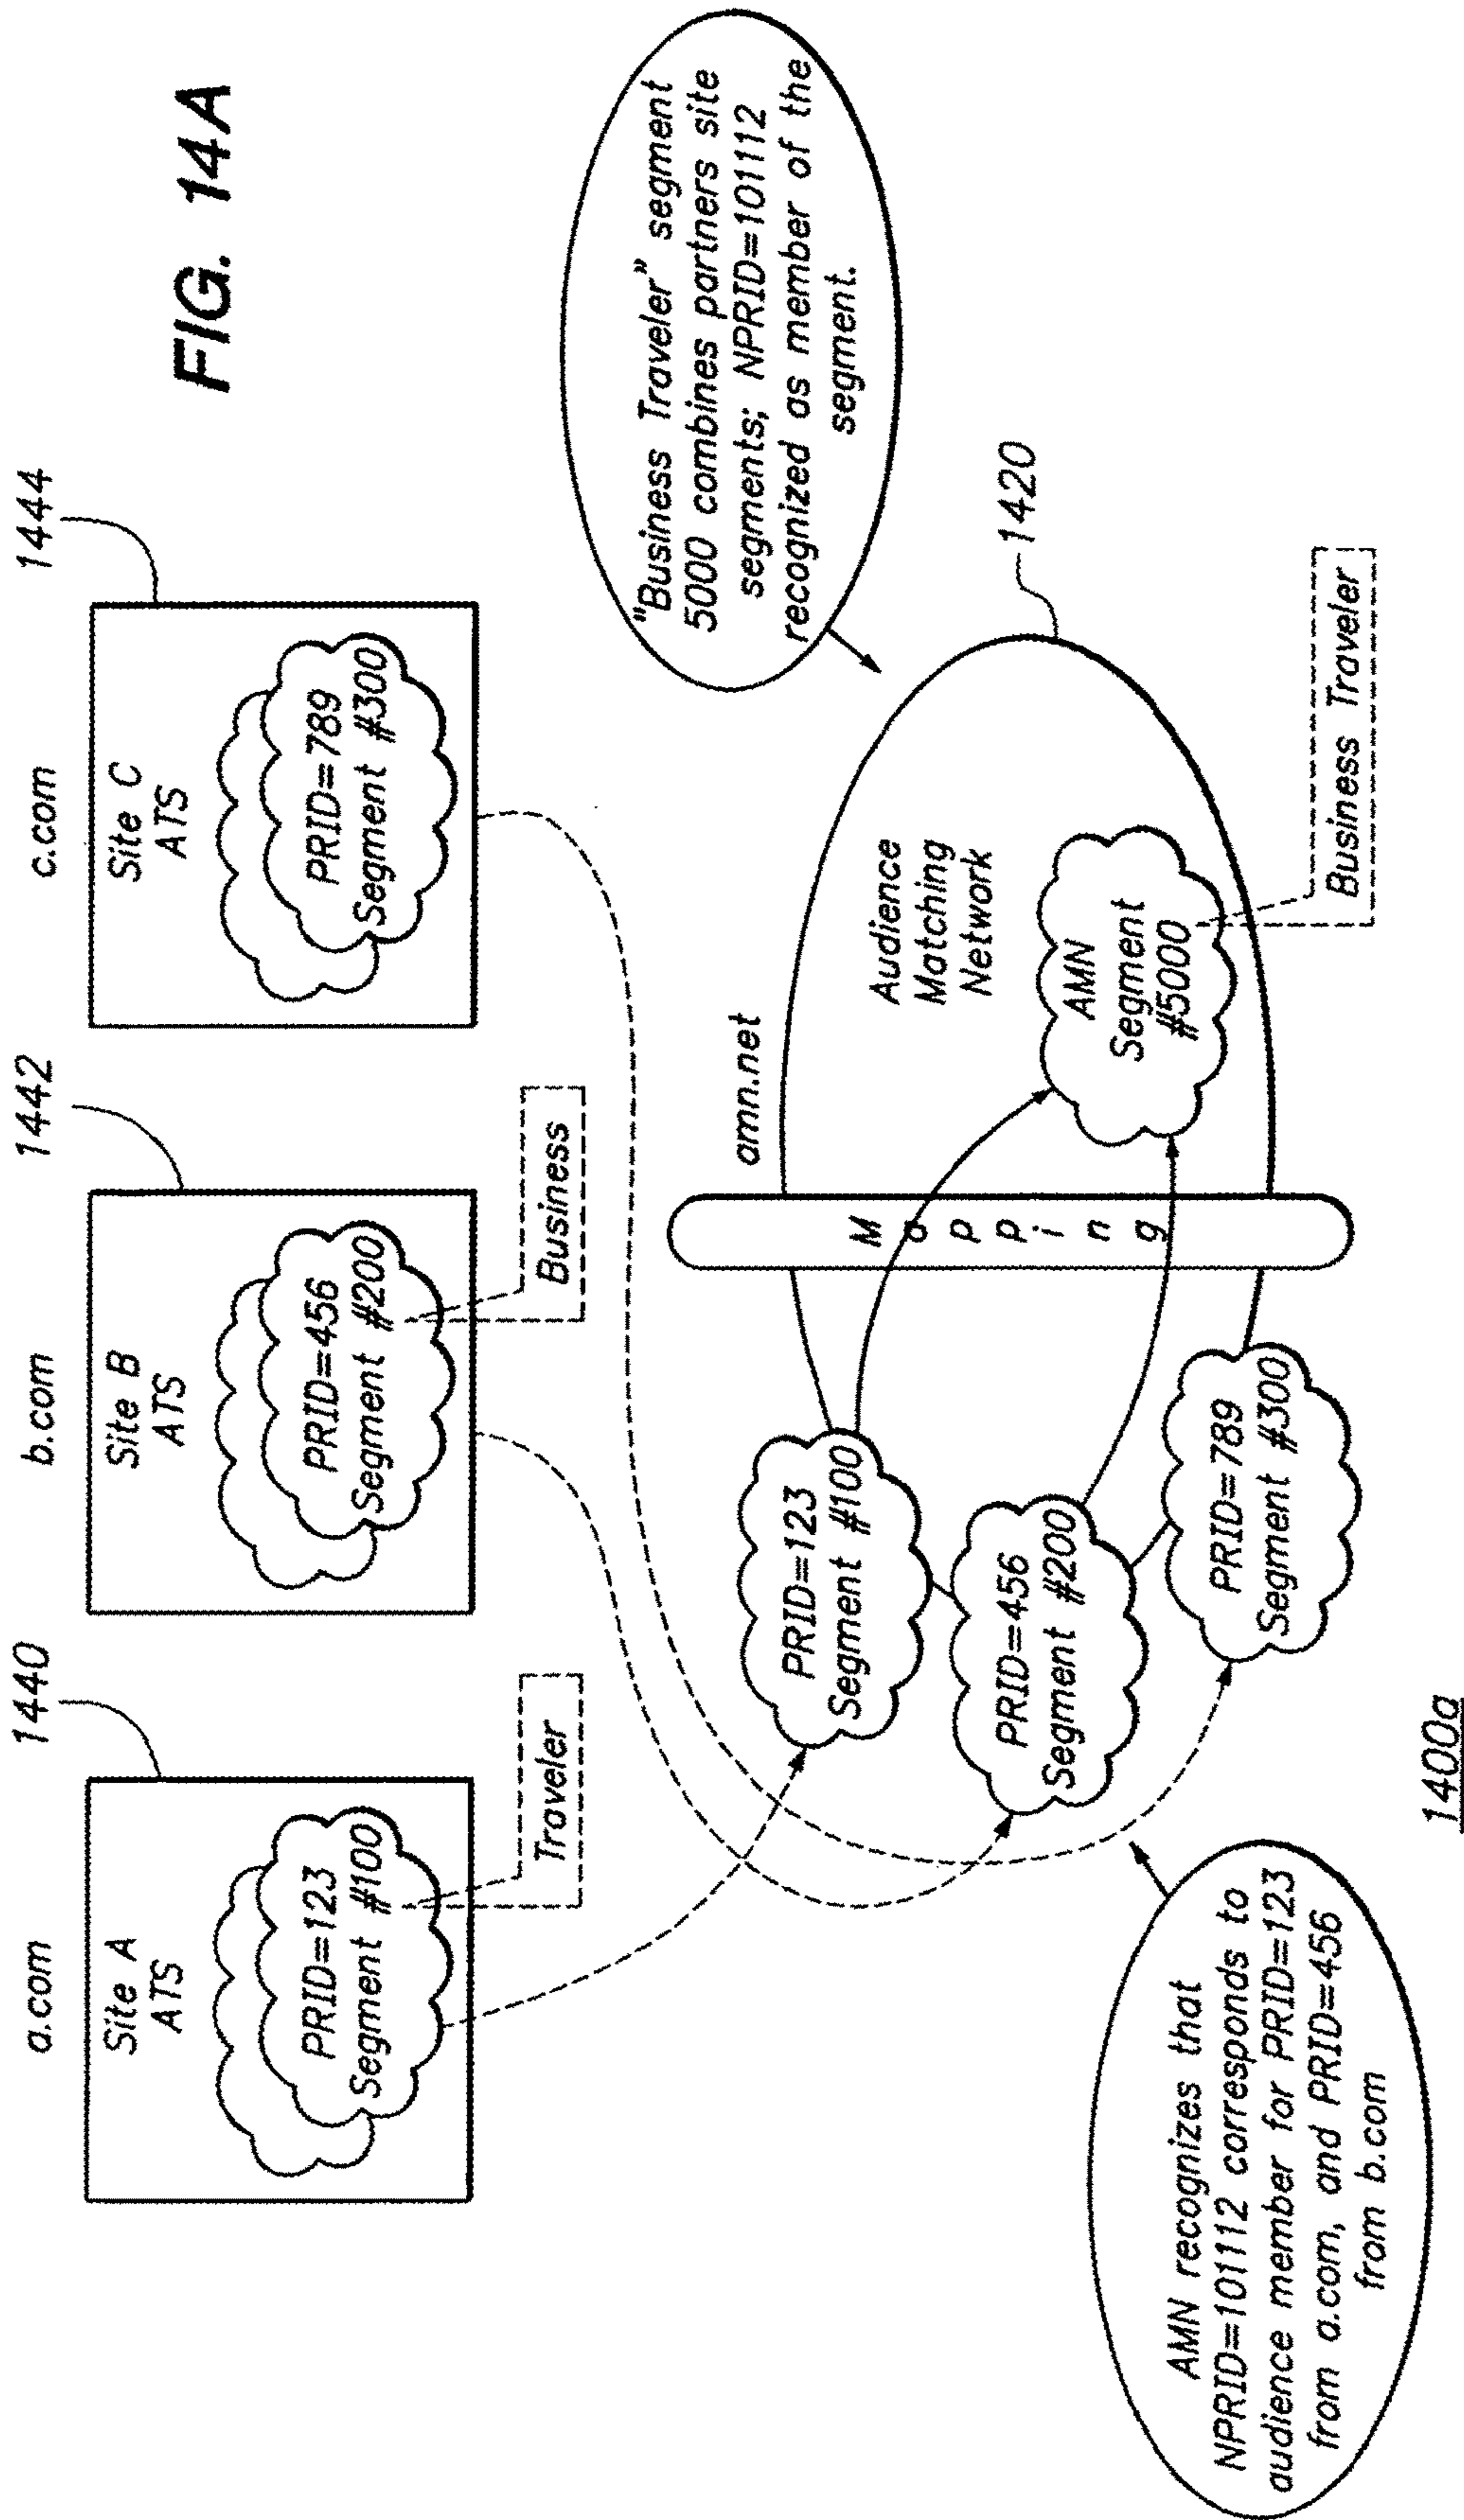 FIG. 14A
a.com
1440
Site A
ATS
PRID=123
Segment #100
Traveler
b.com
1442
Site B
ATS
PRID=456
Segment #200
Business
c.com
1444
Site C
ATS
PRID=789
Segment #300
"Business Traveler" segment
5000 combines partners site
segments; NPRID=101112
recognized as member of the
segment.
1420
amn.net
Audience
Matching
Network
Mapping
AMN
Segment
#5000
Business Traveler
PRID=123
Segment #100
PRID=456
Segment #200
PRID=789
Segment #300
AMN recognizes that
NPRID=101112 corresponds to
audience member for PRID=123
from a.com, and PRID=456
from b.com
1400a